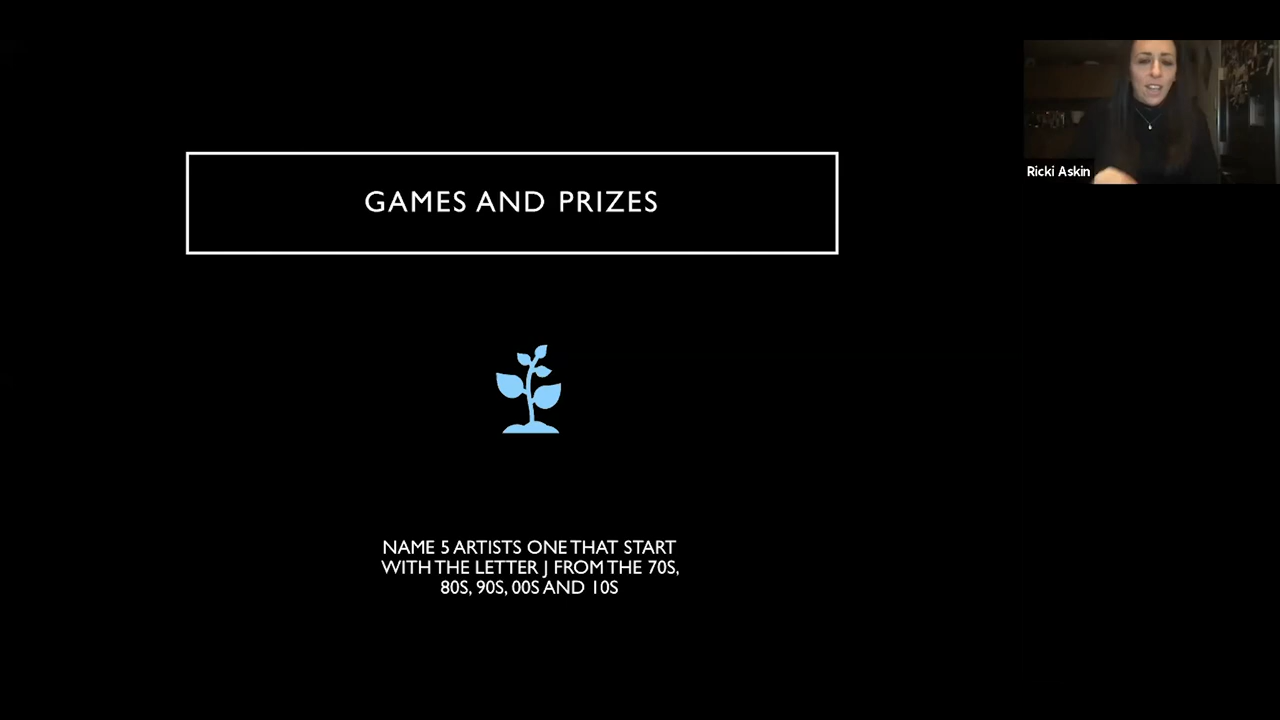 GAMES AND PRIZES
Ricki Askin
NAME 5 ARTISTS ONE THAT START
WITH THE LETTER J FROM THE 70S,
80S, 90S, 00S AND 10S